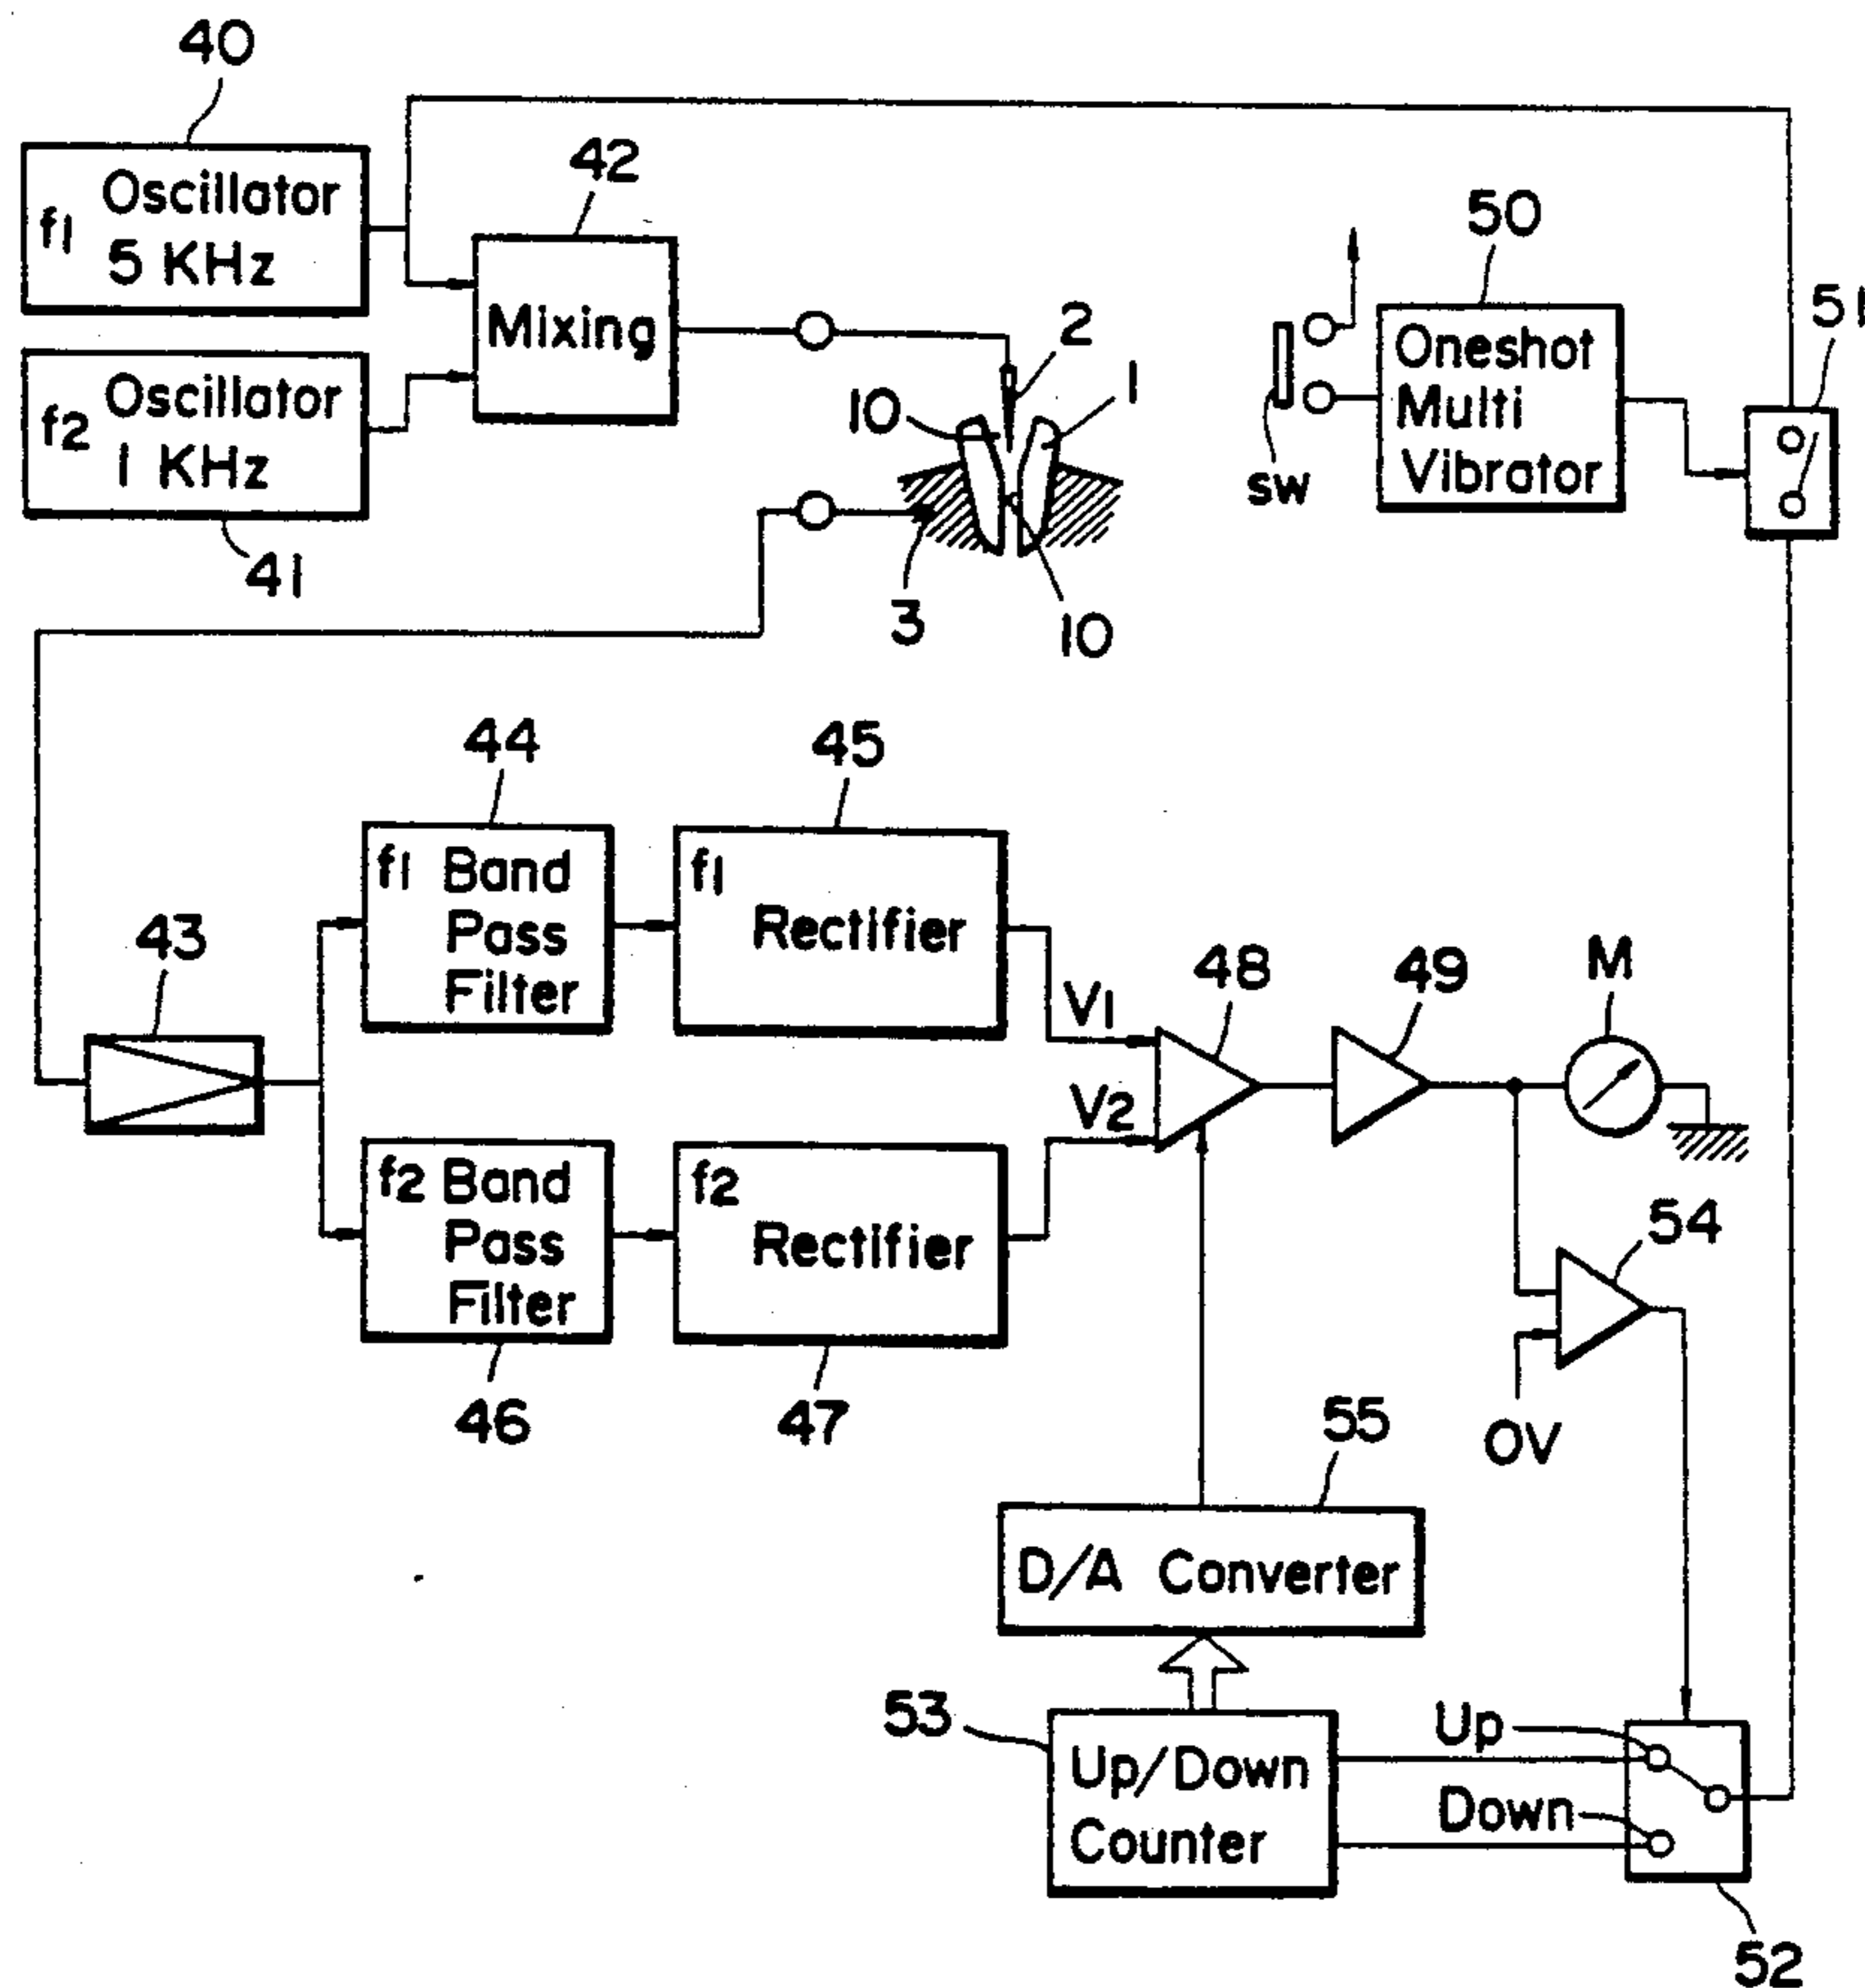 40
f1 Oscillator
5 KHz
42
Mixing
f2 Oscillator
1 KHz
41
2
1
10
3
10
50
Oneshot
Multi
Vibrator
sw
51
44
f1 Band
Pass
Filter
45
f1
Rectifier
43
V1
V2
48
49
M
f2 Band
Pass
Filter
46
f2
Rectifier
47
54
OV
55
D/A Converter
53
Up/Down
Counter
Up
Down
52